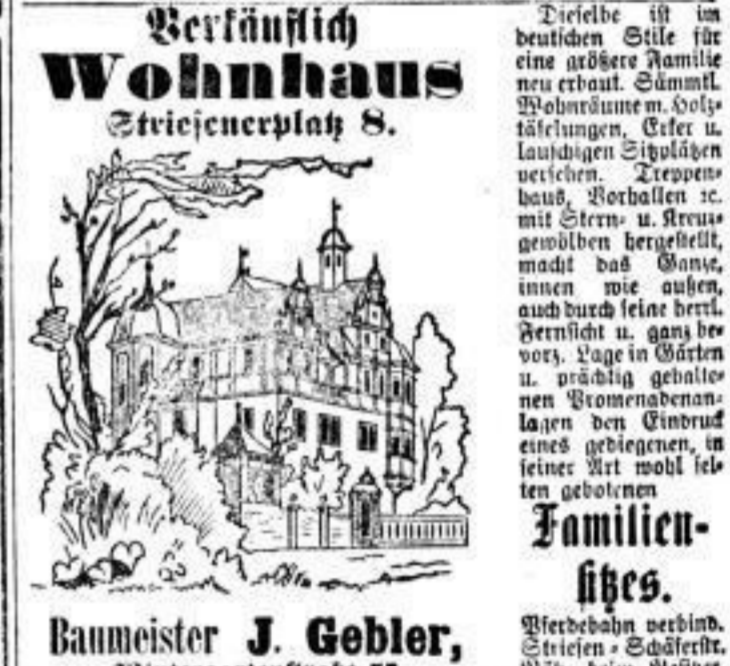 Verkäuflich
Wohnhaus
Striesenerplatz 8.
Baumeister J. Gebler,
Dieselbe ist im
deutschen Stile für
eine größere Familie
neu erbaut. Sämmtl.
Wohnräume m. Holz-
täfelungen, Erker u.
lauschigen Sitzplätzen
versehen. Treppen-
haus, Vorhallen ꝛc.
mit Stern- u. Kreuz-
gewölben hergestellt,
macht das Ganze,
innen wie außen,
auch durch seine herrl.
Fernsicht u. ganz be-
vorz. Lage in Gärten
u. prächtig gehalte-
nen Promenadenan-
lagen den Eindruck
eines gediegenen, in
seiner Art wohl sel-
ten gebotenen
Familien-
sitzes.
Pferdebahn verbind.
Striesen-Schäferstr.